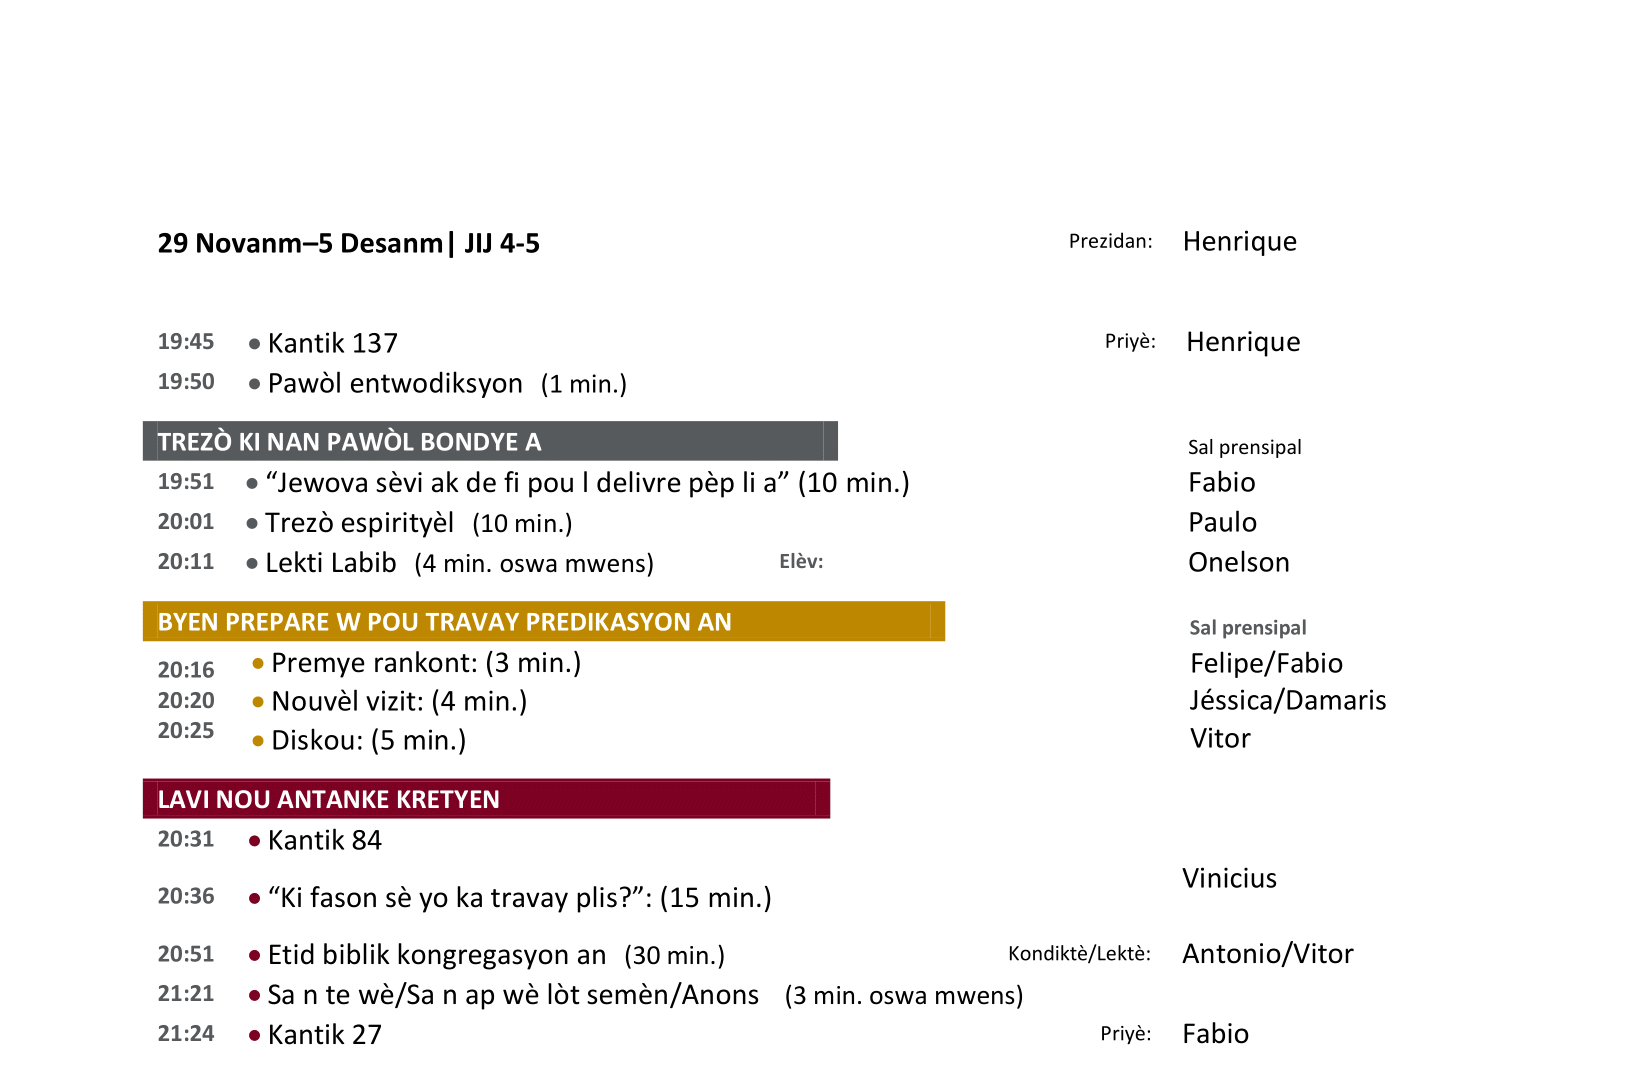 29 Novanm–5 Desanm| JIJ 4-5 Prezidan: Henrique
19:45 • Kantik 137 Priyè: Henrique
19:50 • Pawòl entwodiksyon (1 min.)
TREZÒ KI NAN PAWÒL BONDYE A Sal prensipal
19:51 • “Jewova sèvi ak de fi pou l delivre pèp li a” (10 min.) Fabio
20:01 • Trezò espirityèl (10 min.) Paulo
20:11 • Lekti Labib (4 min. oswa mwens) Elèv: Onelson
BYEN PREPARE W POU TRAVAY PREDIKASYON AN Sal prensipal
20:16 • Premye rankont: (3 min.) Felipe/Fabio
20:20 • Nouvèl vizit: (4 min.) Jéssica/Damaris
20:25 • Diskou: (5 min.) Vitor
LAVI NOU ANTANKE KRETYEN
20:31 • Kantik 84
20:36 • “Ki fason sè yo ka travay plis?”: (15 min.) Vinicius
20:51 • Etid biblik kongregasyon an (30 min.) Kondiktè/Lektè: Antonio/Vitor
21:21 • Sa n te wè/Sa n ap wè lòt semèn/Anons (3 min. oswa mwens)
21:24 • Kantik 27 Priyè: Fabio